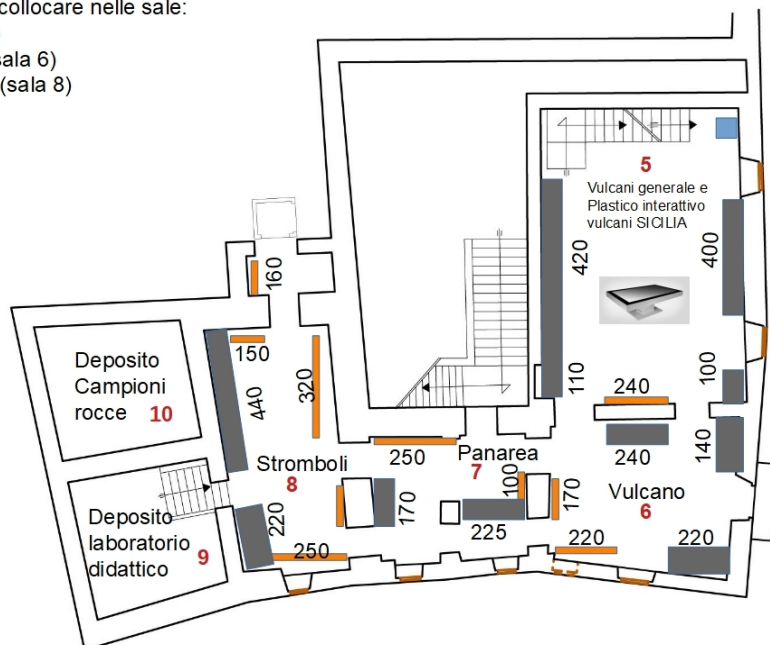 collocare nelle sale:
sala 6)
(sala 8)
5
Vulcani generale e
Plastico interattivo
vulcani SICILIA
420
400
160
150
320
440
110
240
100
Deposito
Campioni
rocce 10
240
140
250
Panarea
7
100
Stromboli
8
170
170
Vulcano
6
225
220
Deposito
laboratorio
didattico 9
250
220
220